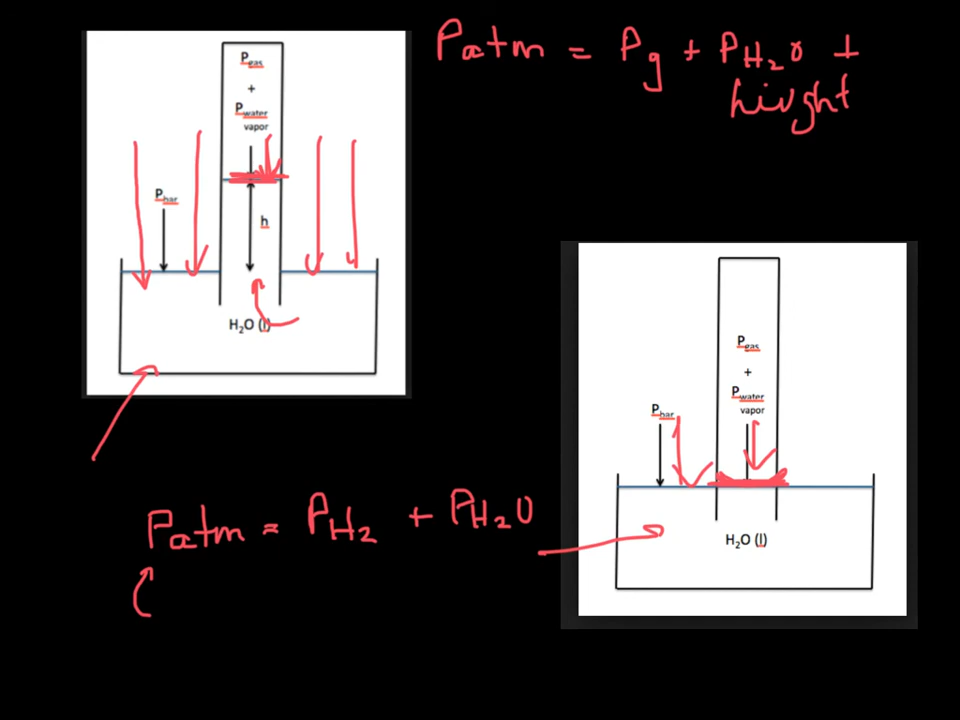 Patm = Pg + PH₂O +
hieght
Pgas
+
Pwater
vapor
Pbar
h
H₂O (l)
Pgas
+
Pwater
vapor
Pbar
H₂O (l)
Patm = PH₂ + PH₂O